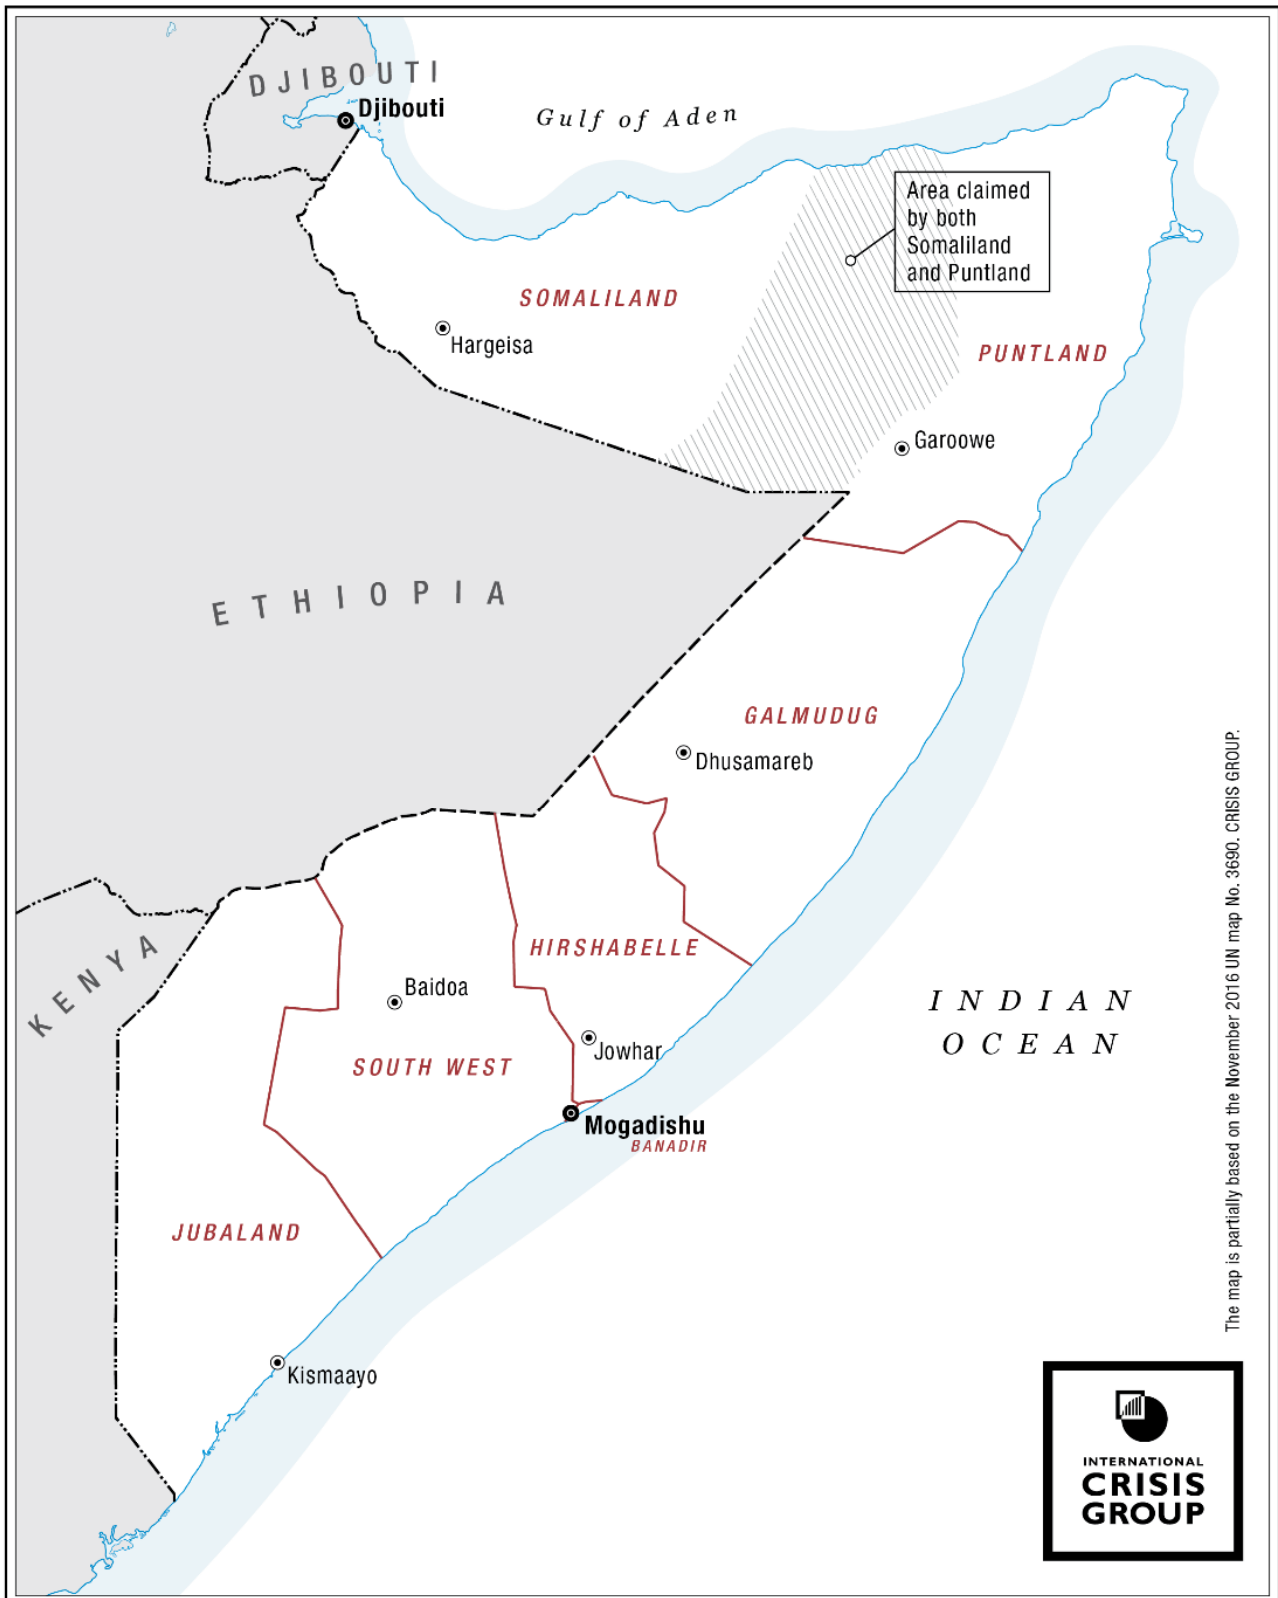 DJIBOUTI
Djibouti
Gulf of Aden
Area claimed
by both
Somaliland
and Puntland
SOMALILAND
Hargeisa
PUNTLAND
Garoowe
ETHIOPIA
GALMUDUG
Dhusamareb
HIRSHABELLE
KENYA
Baidoa
INDIAN
OCEAN
Jowhar
SOUTH WEST
Mogadishu
BANADIR
JUBALAND
Kismaayo
The map is partially based on the November 2016 UN map No. 3690. CRISIS GROUP.
INTERNATIONAL
CRISIS
GROUP